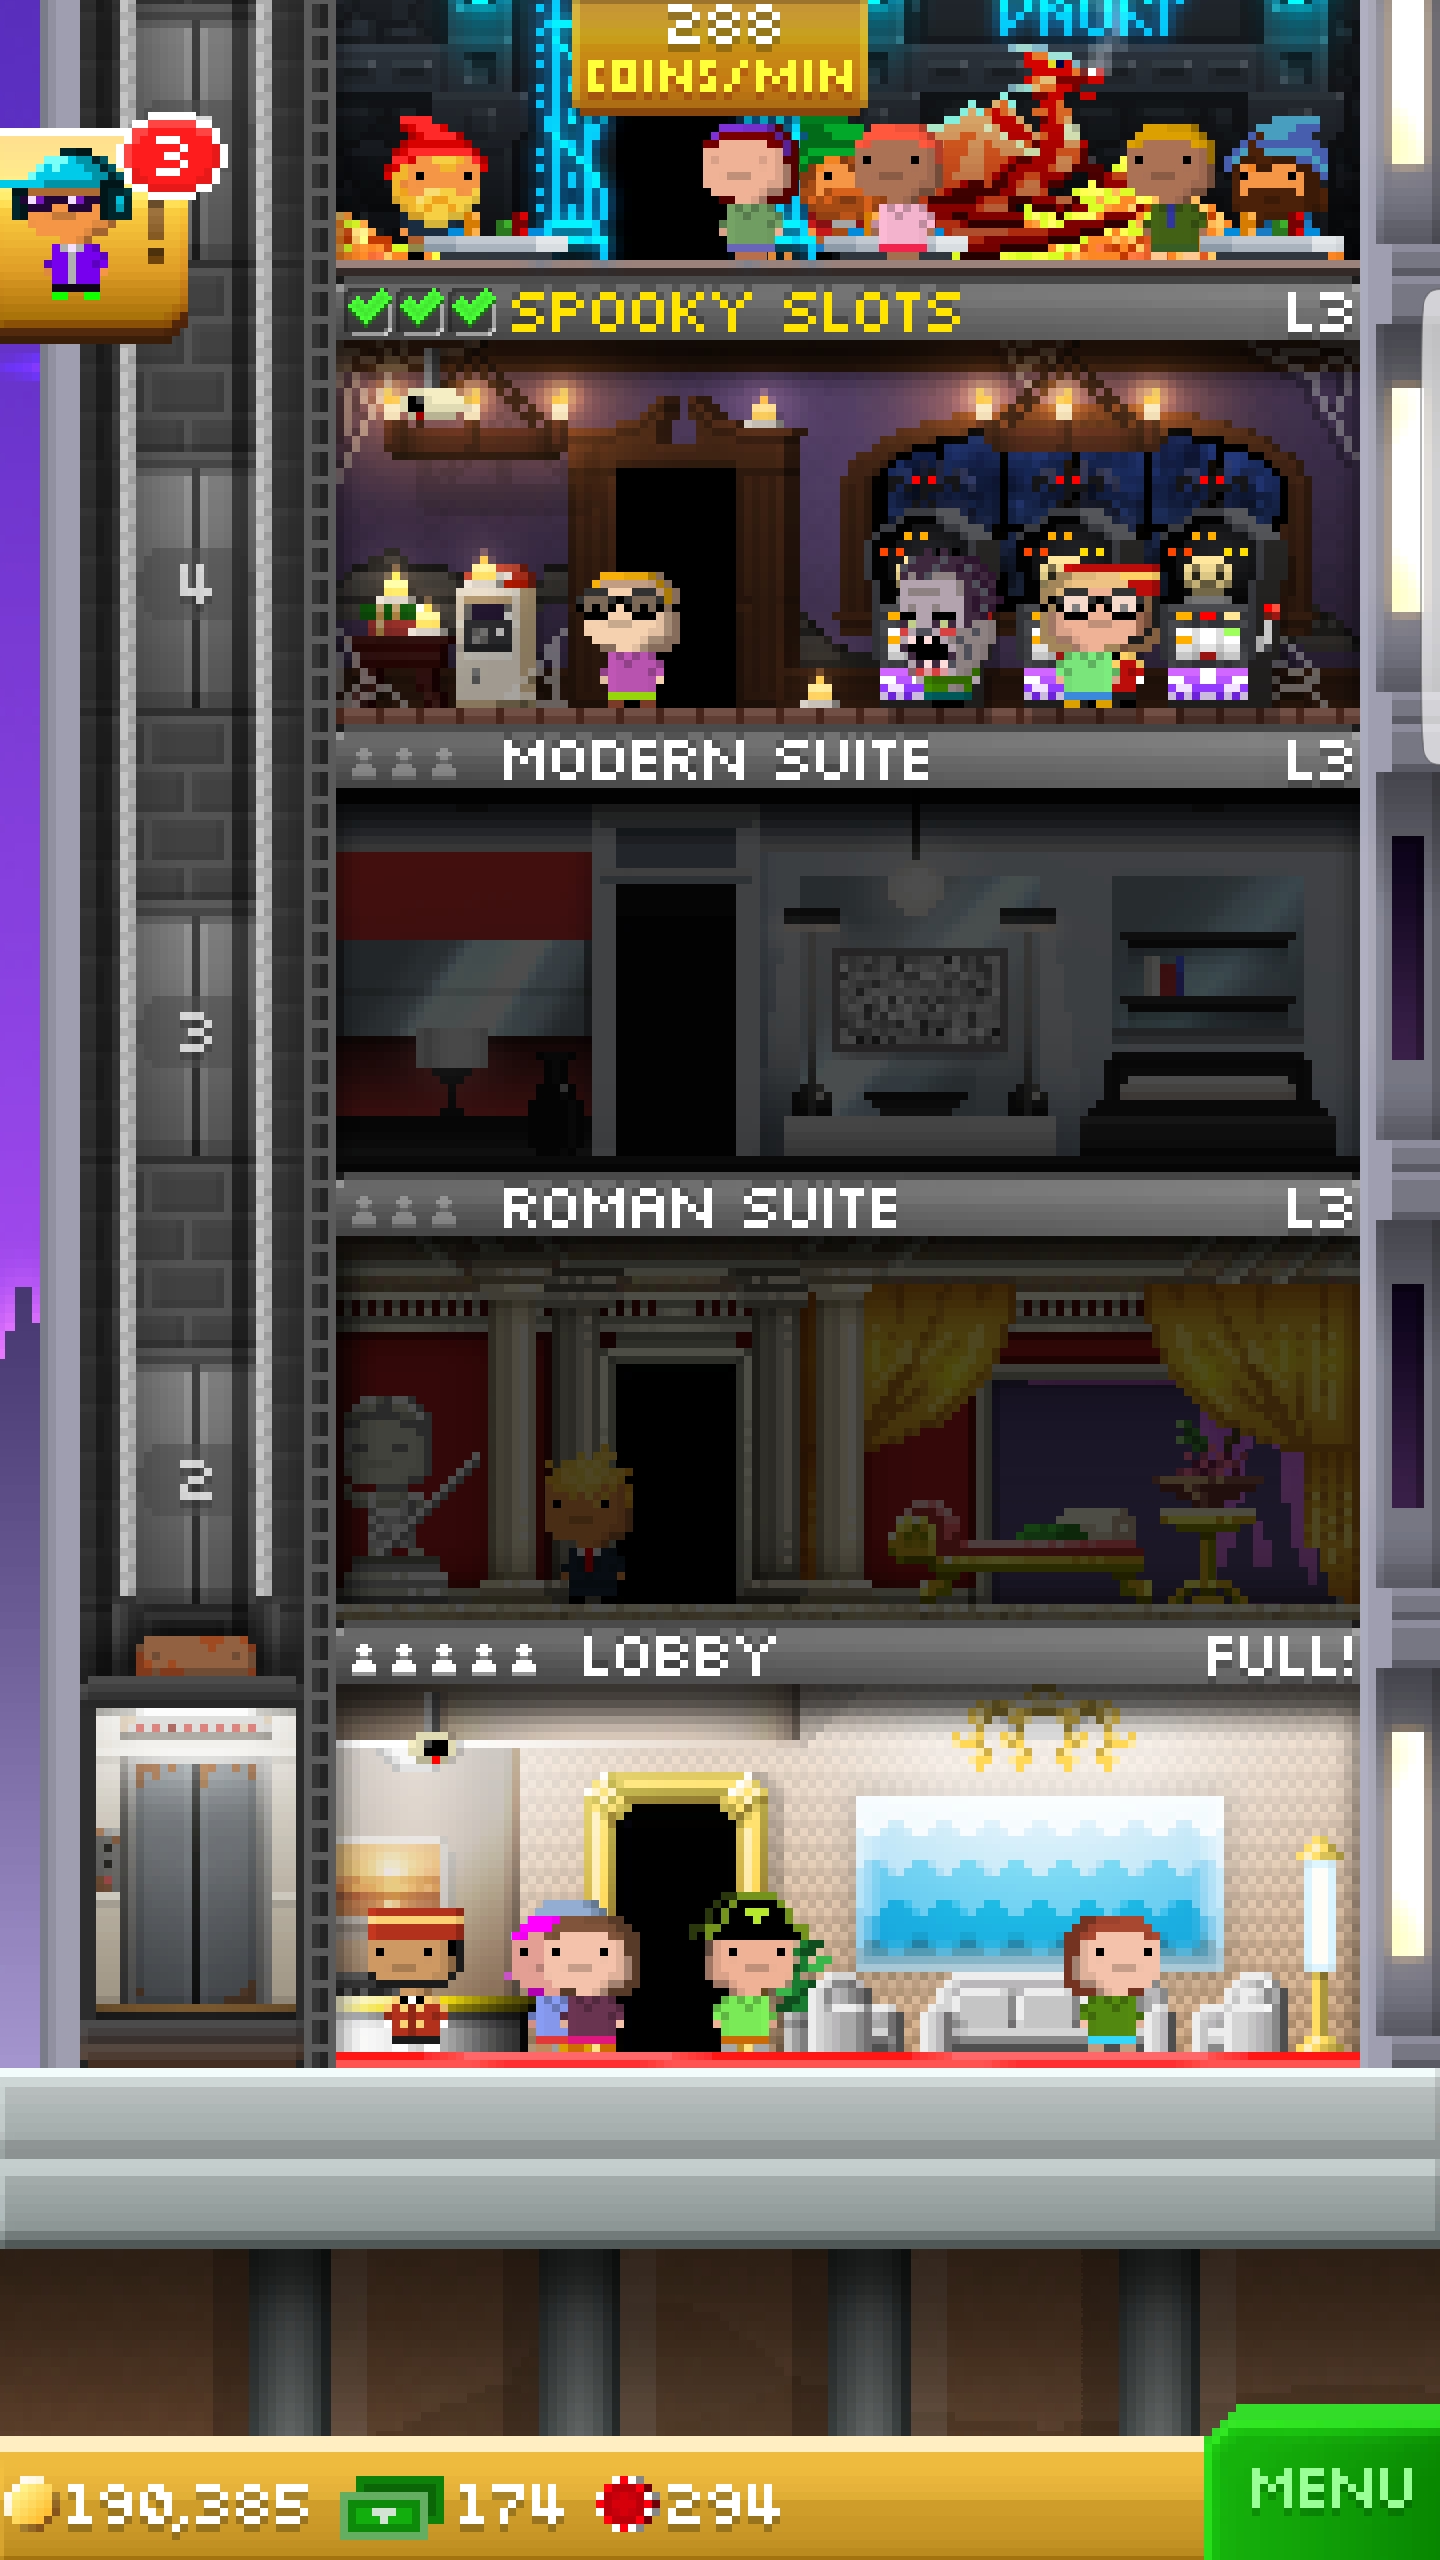 288
COINS/MIN
3
SPOOKY SLOTS L3
4
MODERN SUITE L3
3
ROMAN SUITE L3
2
LOBBY FULL!
190,385 174 294
MENU